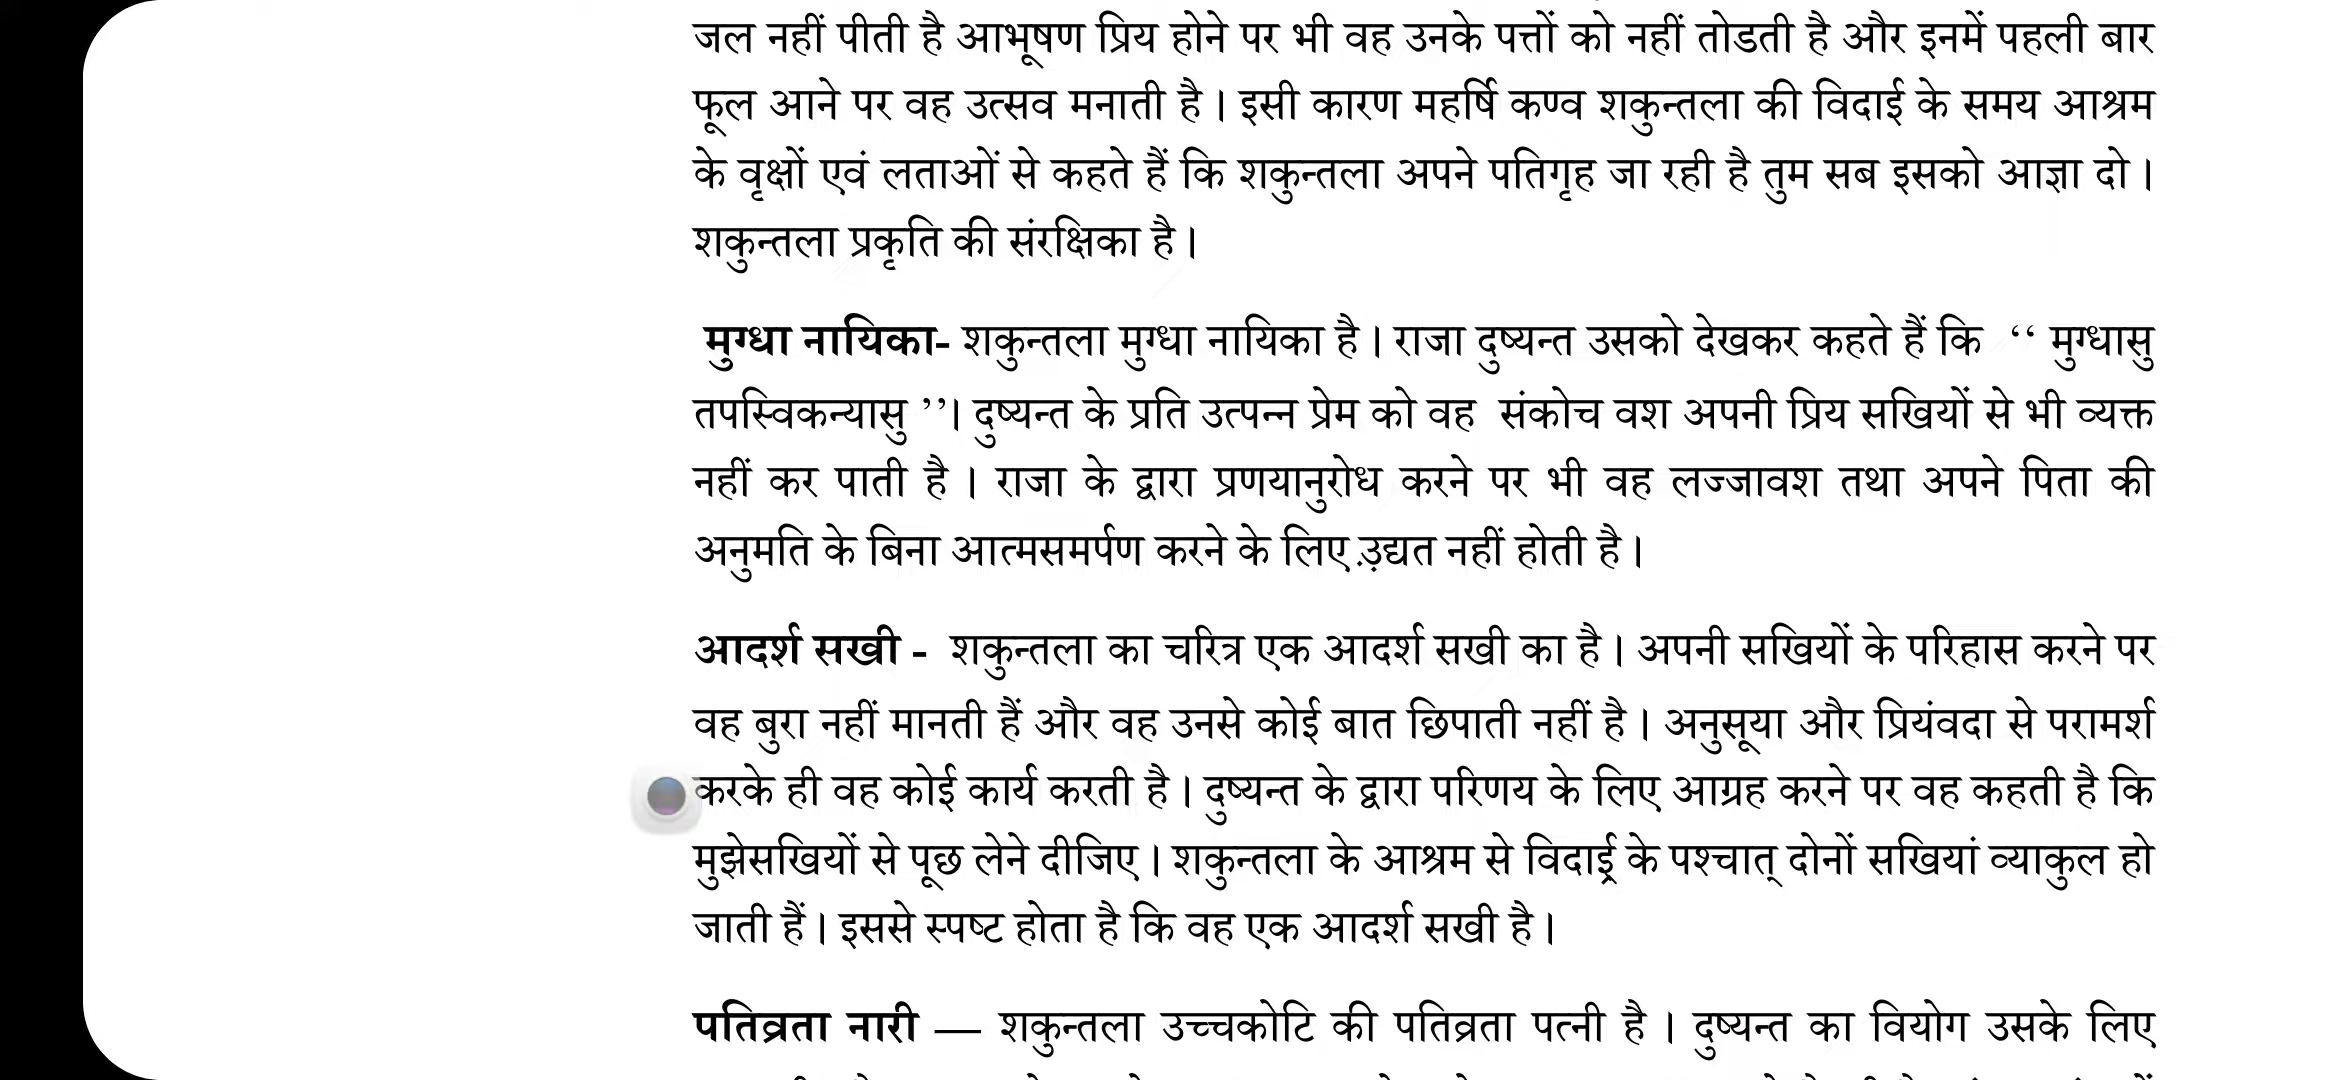 जल नहीं पीती है आभूषण प्रिय होने पर भी वह उनके पत्तों को नहीं तोडती है और इनमें पहली बार
फूल आने पर वह उत्सव मनाती है। इसी कारण महर्षि कण्व शकुन्तला की विदाई के समय आश्रम
के वृक्षों एवं लताओं से कहते हैं कि शकुन्तला अपने पतिगृह जा रही है तुम सब इसको आज्ञा दो।
शकुन्तला प्रकृति की संरक्षिका है।
मुग्धा नायिका- शकुन्तला मुग्धा नायिका है। राजा दुष्यन्त उसको देखकर कहते हैं कि ‘‘ मुग्धासु
तपस्विकन्यासु ’’। दुष्यन्त के प्रति उत्पन्न प्रेम को वह संकोच वश अपनी प्रिय सखियों से भी व्यक्त
नहीं कर पाती है । राजा के द्वारा प्रणयानुरोध करने पर भी वह लज्जावश तथा अपने पिता की
अनुमति के बिना आत्मसमर्पण करने के लिए उद्यत नहीं होती है।
आदर्श सखी - शकुन्तला का चरित्र एक आदर्श सखी का है। अपनी सखियों के परिहास करने पर
वह बुरा नहीं मानती हैं और वह उनसे कोई बात छिपाती नहीं है। अनुसूया और प्रियंवदा से परामर्श
करके ही वह कोई कार्य करती है। दुष्यन्त के द्वारा परिणय के लिए आग्रह करने पर वह कहती है कि
मुझेसखियों से पूछ लेने दीजिए। शकुन्तला के आश्रम से विदाई के पश्चात् दोनों सखियां व्याकुल हो
जाती हैं। इससे स्पष्ट होता है कि वह एक आदर्श सखी है।
पतिव्रता नारी — शकुन्तला उच्चकोटि की पतिव्रता पत्नी है। दुष्यन्त का वियोग उसके लिए